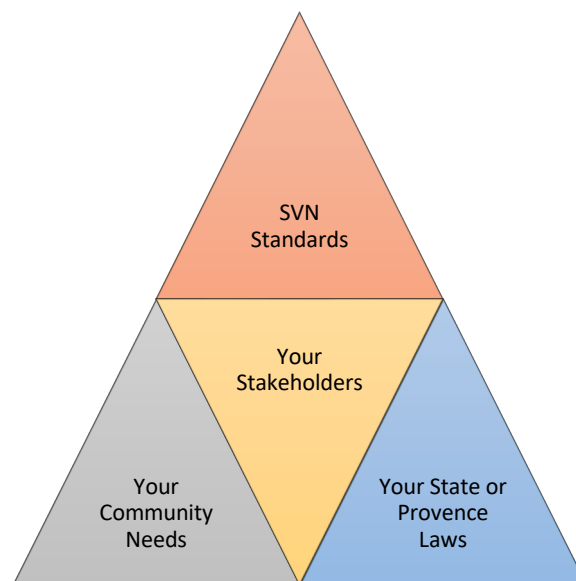 SVN
Standards
Your
Stakeholders
Your
Community
Needs
Your State or
Provence
Laws